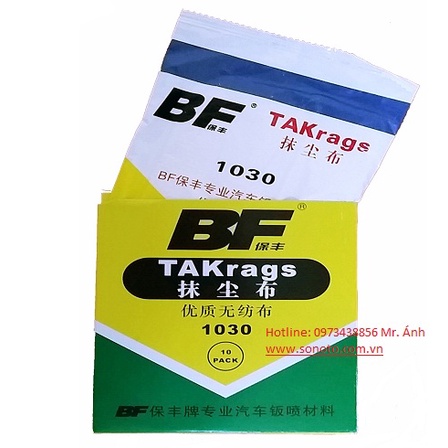 BF®
保丰
TAKrags
抹尘布
1030
BF保丰专业汽车钣
BF®
保丰
TAKrags
抹尘布
优质无纺布
1030
10
PACK
Hotline: 0973438856 Mr. Ánh
www.sonoto.com.vn
BF保丰牌专业汽车钣喷材料